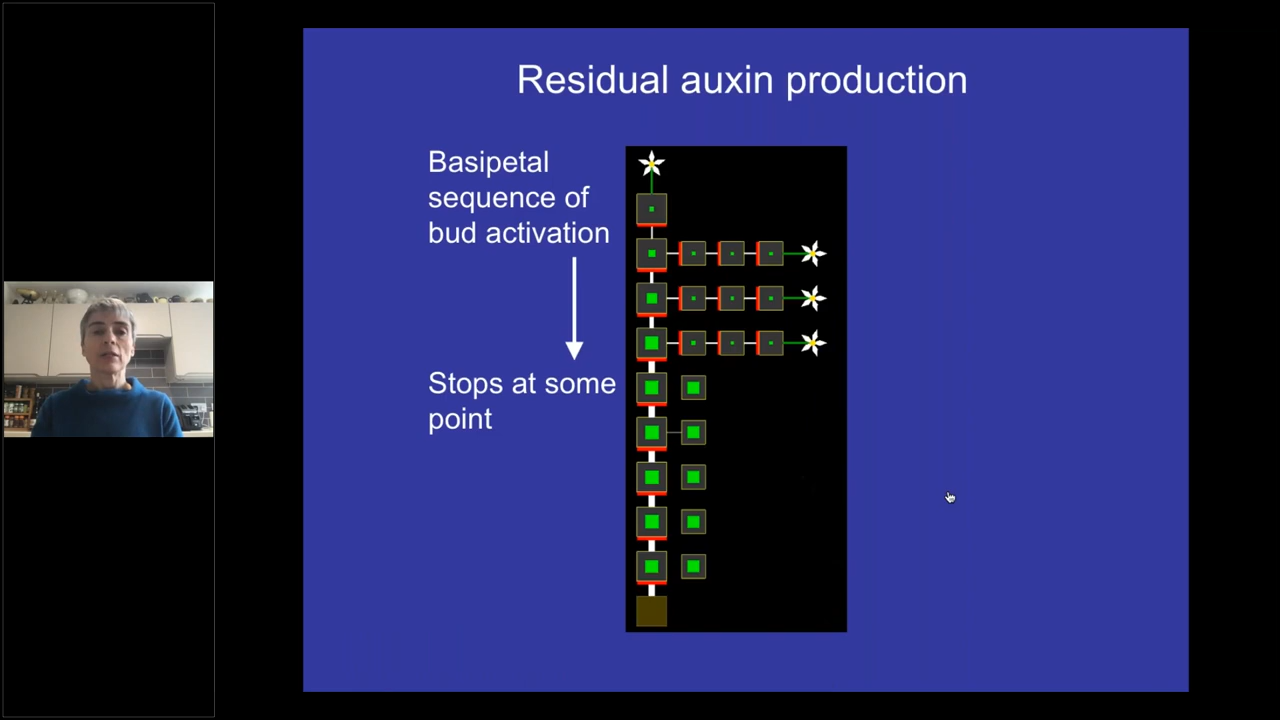 Residual auxin production
Basipetal
sequence of
bud activation
Stops at some
point